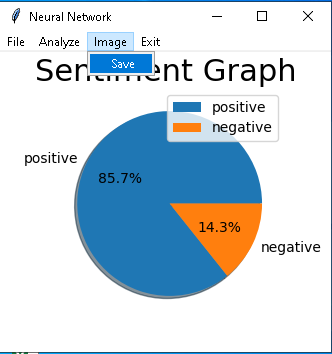 Neural Network
File Analyze Image Exit
Save
Sentiment Graph
positive
negative
positive
85.7%
14.3%
negative